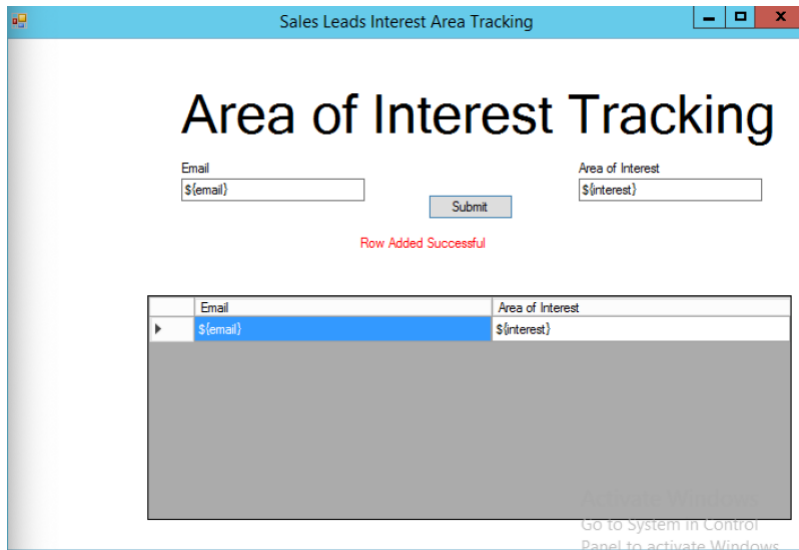 Sales Leads Interest Area Tracking
Area of Interest Tracking
Email
Area of Interest
${email}
${interest}
Submit
Row Added Successful
Email
Area of Interest
${email}
${interest}
Activate Windows
Go to System in Control
Panel to activate Windows.